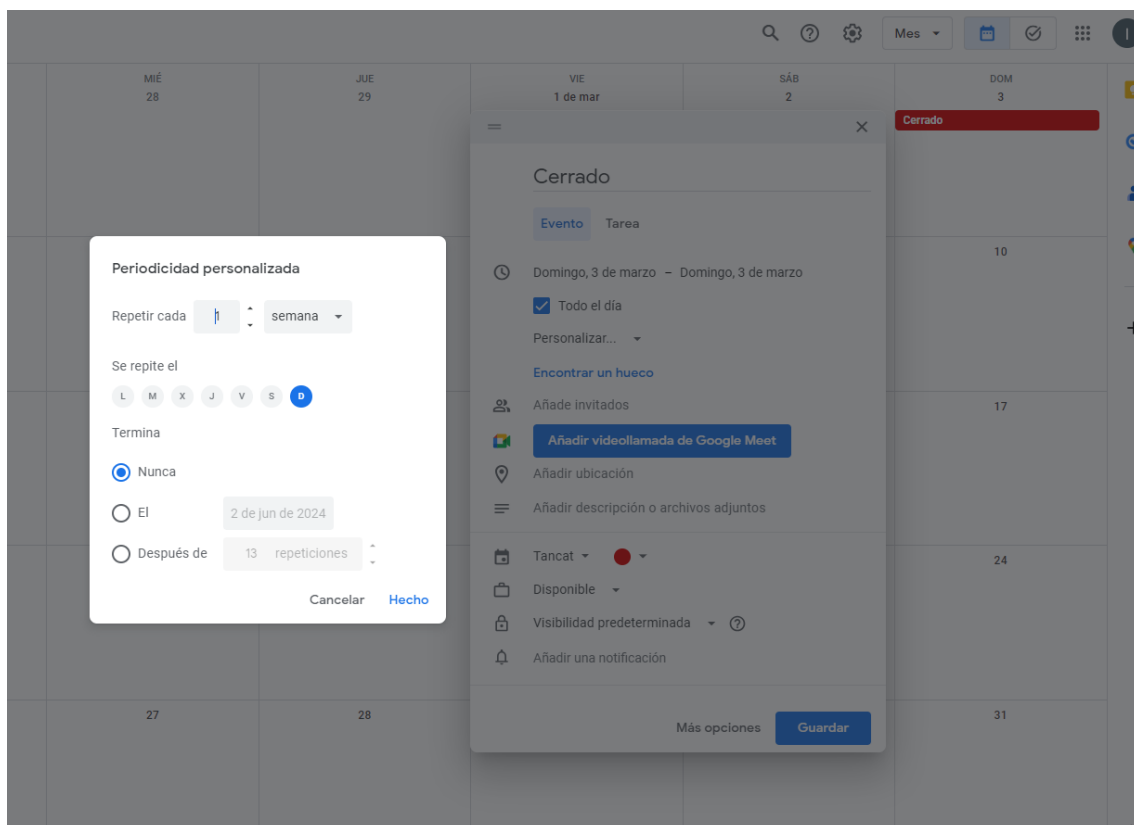 Mes
MIÉ
28
JUE
29
VIE
1 de mar
SÁB
2
DOM
3
Cerrado
Cerrado
Evento Tarea
Domingo, 3 de marzo – Domingo, 3 de marzo
Todo el día
Personalizar...
Encontrar un hueco
Añade invitados
Añadir videollamada de Google Meet
Añadir ubicación
Añadir descripción o archivos adjuntos
Tancat
Disponible
Visibilidad predeterminada
Añadir una notificación
Más opciones Guardar
Periodicidad personalizada
Repetir cada 1 semana
Se repite el
L M X J V S D
Termina
Nunca
El 2 de jun de 2024
Después de 13 repeticiones
Cancelar Hecho
10
17
24
27
28
31